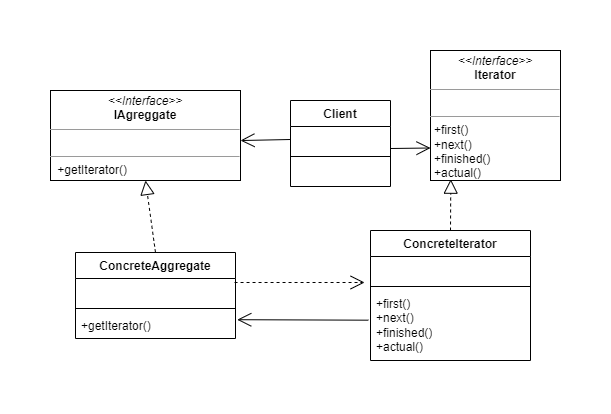 <<Interface>>
IAgreggate
+getIterator()
Client
<<Interface>>
Iterator
+first()
+next()
+finished()
+actual()
ConcreteAggregate
+getIterator()
ConcreteIterator
+first()
+next()
+finished()
+actual()